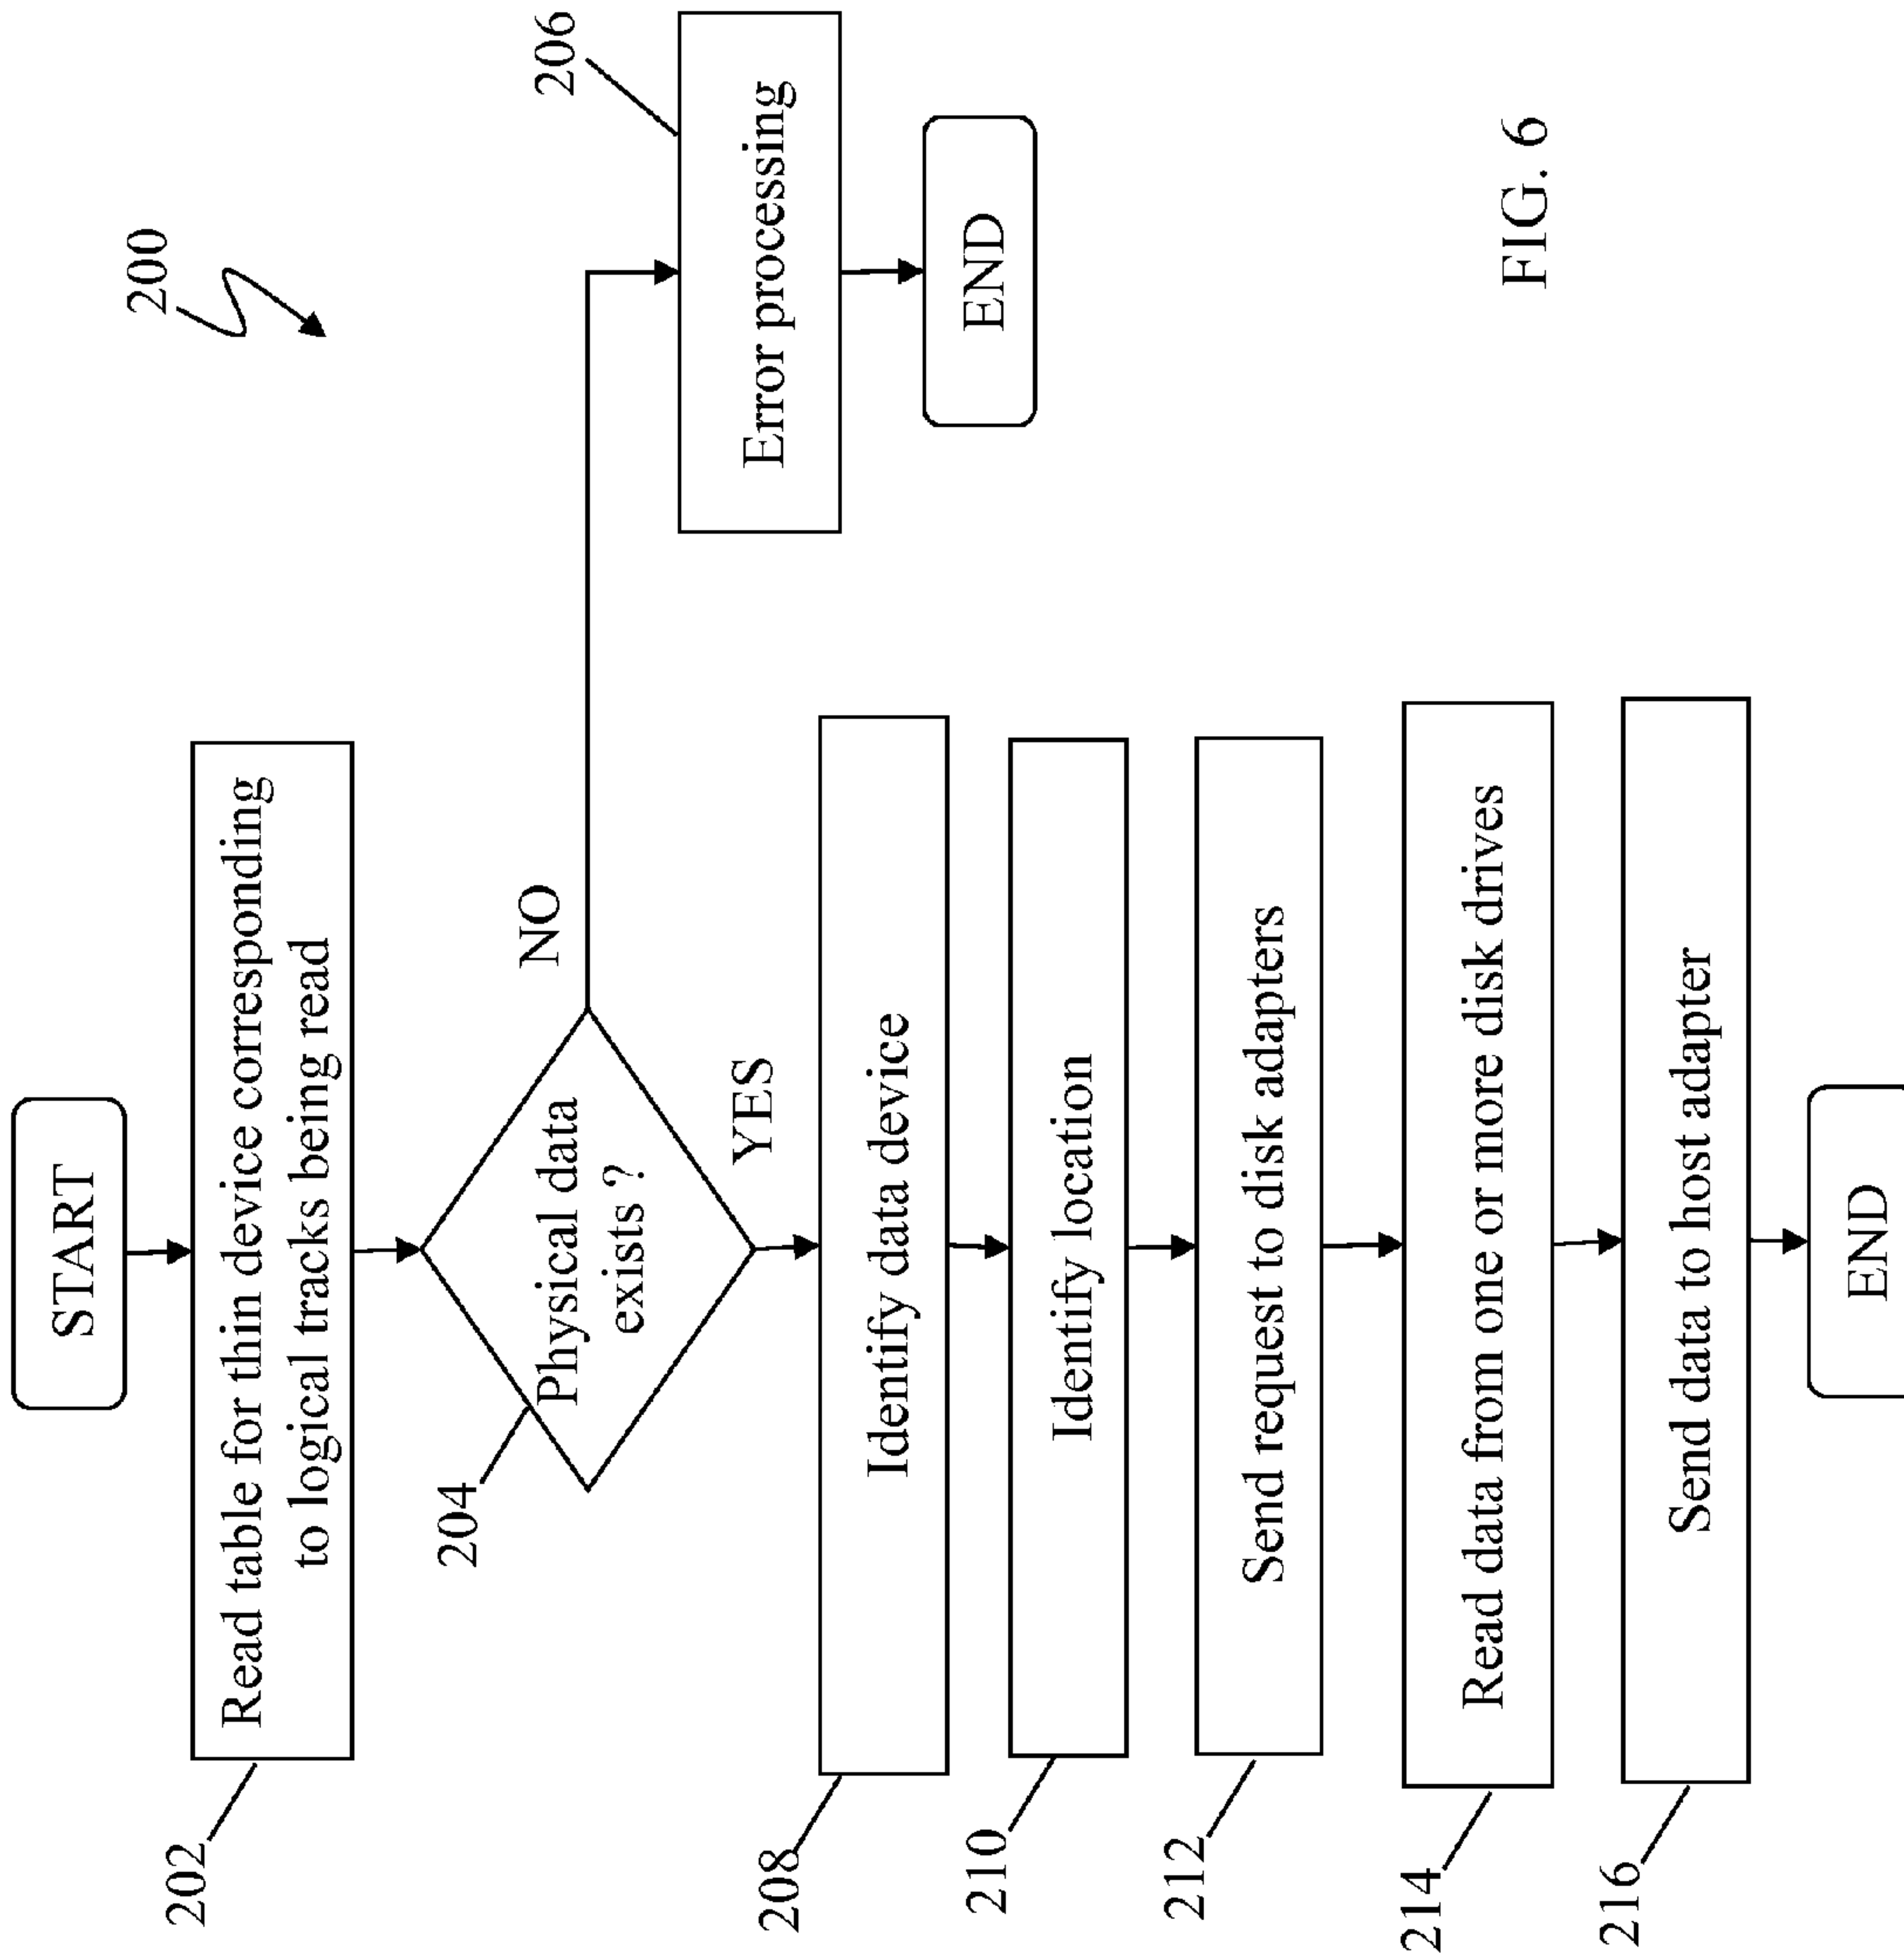 200
START
202
Read table for thin device corresponding
to logical tracks being read
204
Physical data
exists ?
NO
YES
206
Error processing
END
208
Identify data device
210
Identify location
212
Send request to disk adapters
214
Read data from one or more disk drives
216
Send data to host adapter
END
FIG. 6